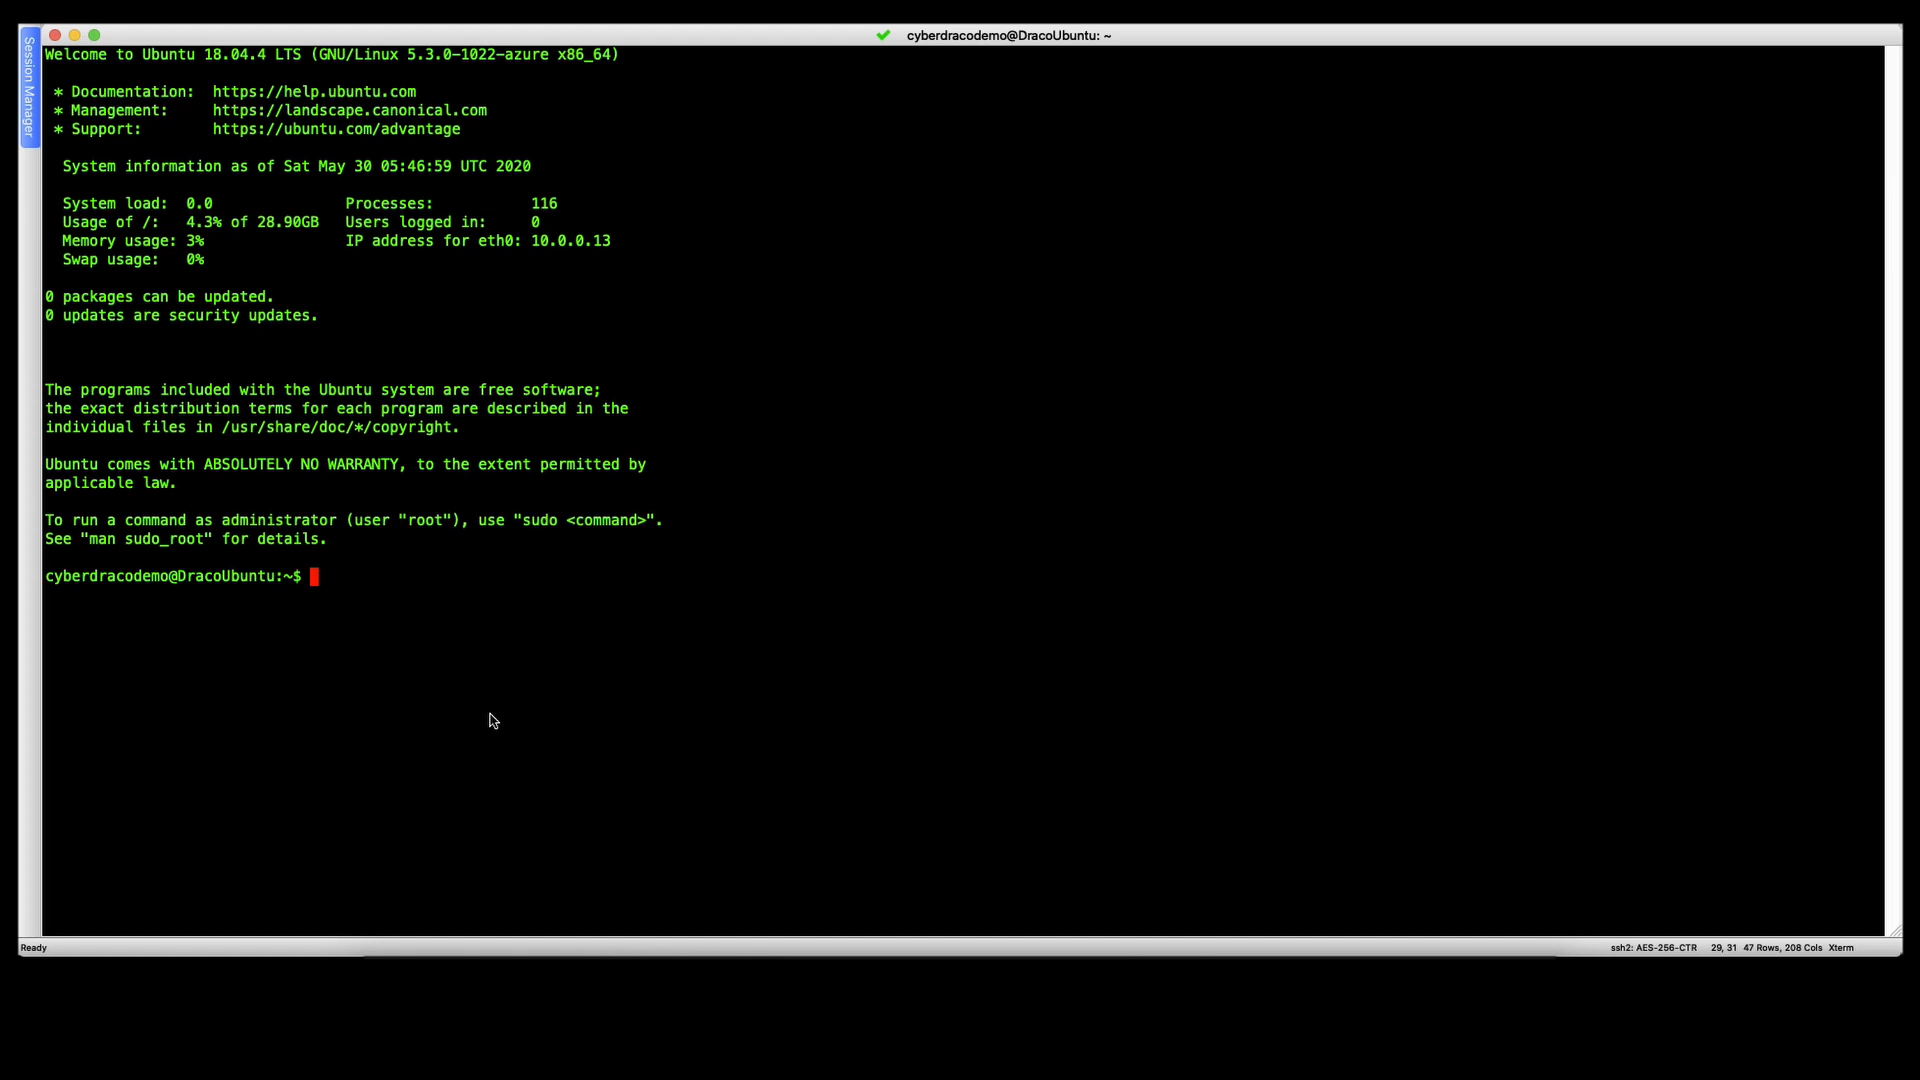 cyberdracodemo@DracoUbuntu: ~
Session Manager
Welcome to Ubuntu 18.04.4 LTS (GNU/Linux 5.3.0-1022-azure x86_64)
* Documentation:  https://help.ubuntu.com
* Management:     https://landscape.canonical.com
* Support:        https://ubuntu.com/advantage
System information as of Sat May 30 05:46:59 UTC 2020
System load:  0.0               Processes:           116
Usage of /:   4.3% of 28.90GB   Users logged in:     0
Memory usage: 3%                IP address for eth0: 10.0.0.13
Swap usage:   0%
0 packages can be updated.
0 updates are security updates.
The programs included with the Ubuntu system are free software;
the exact distribution terms for each program are described in the
individual files in /usr/share/doc/*/copyright.
Ubuntu comes with ABSOLUTELY NO WARRANTY, to the extent permitted by
applicable law.
To run a command as administrator (user "root"), use "sudo <command>".
See "man sudo_root" for details.
cyberdracodemo@DracoUbuntu:~$
Ready ssh2: AES-256-CTR 29, 31 47 Rows, 208 Cols Xterm